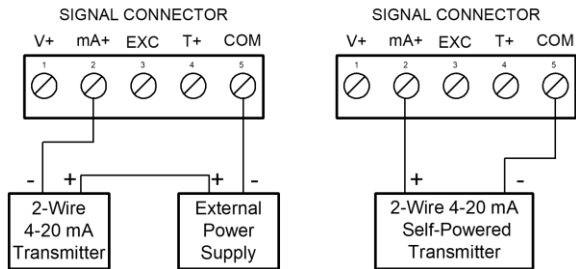 SIGNAL CONNECTOR
V+ mA+ EXC T+ COM
1 2 3 4 5
- + + -
2-Wire
4-20 mA
Transmitter
External
Power
Supply
SIGNAL CONNECTOR
V+ mA+ EXC T+ COM
1 2 3 4 5
+ -
2-Wire 4-20 mA
Self-Powered
Transmitter